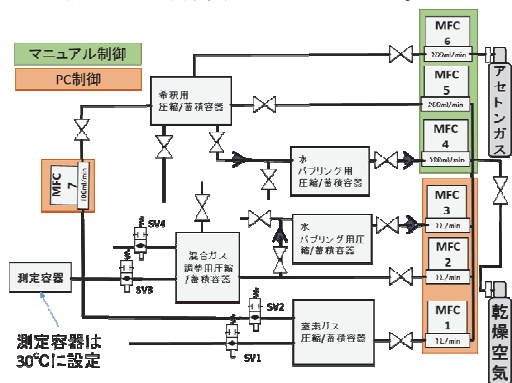 マニュアル制御
PC制御
MFC
6
200ml/min
アセトンガス
MFC
5
200ml/min
希釈用
圧縮/蓄積容器
MFC
4
水
バブリング用
圧縮/蓄積容器
MFC
7
100ml/min
MFC
3
1L/min
SV4
水
バブリング用圧
縮/蓄積容器
混合ガス
調整用圧縮
/蓄積容器
MFC
2
1L/min
測定容器
SV3
SV2
乾燥空気
窒素ガス
圧縮/蓄積容器
MFC
1
1L/min
測定容器は
30℃に設定
SV1